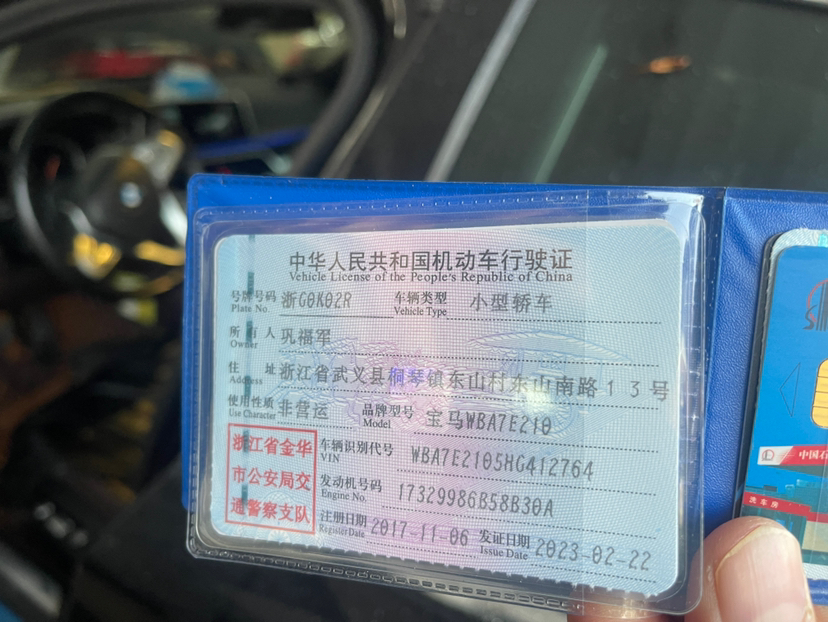 中华人民共和国机动车行驶证
Vehicle License of the People's Republic of China
号牌号码 浙G0K02R 车辆类型 小型轿车
Plate No. Vehicle Type
所有人 巩福军
Owner
住址 浙江省武义县桐琴镇东山村东山南路13号
Address
使用性质 非营运 品牌型号 宝马WBA7E210
Use Character Model
浙江省金华
市公安局交
通警察支队
车辆识别代号 WBA7E2105HG412764
VIN
发动机号码 17329986B58B30A
Engine No.
注册日期 2017-11-06 发证日期 2023-02-22
Register Date Issue Date
中国石
洗车房